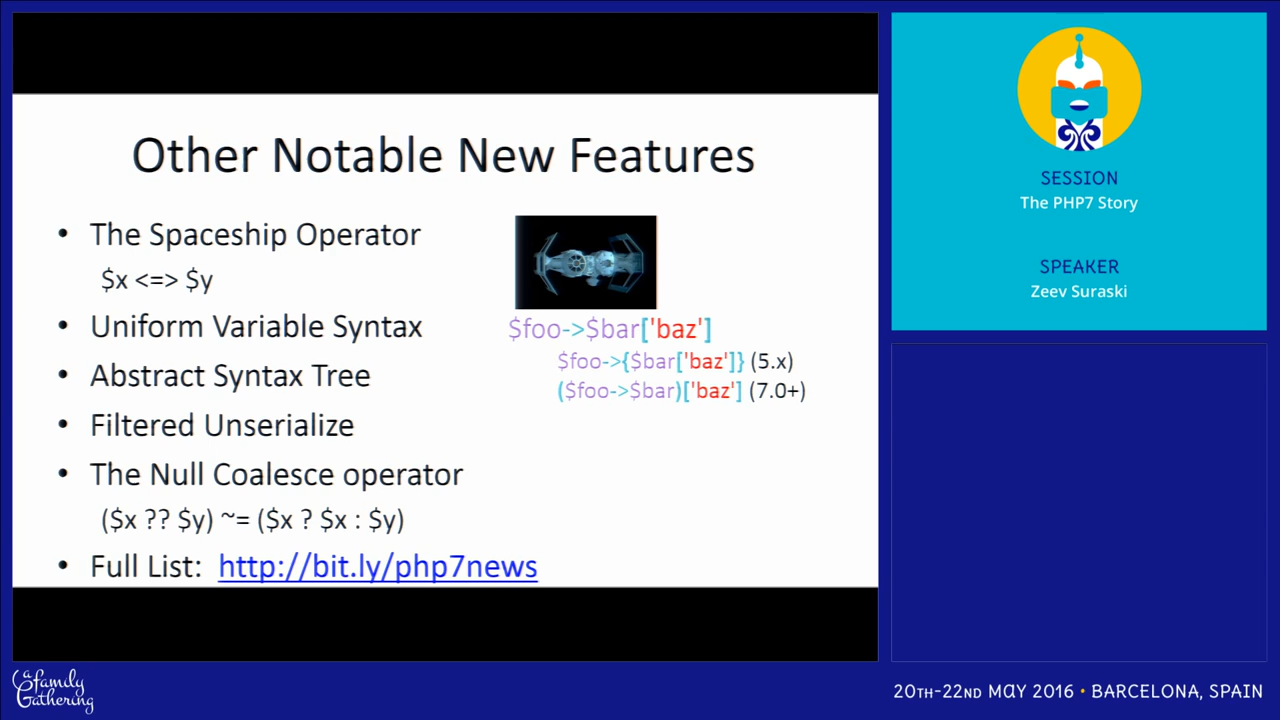 Other Notable New Features
• The Spaceship Operator
$x <=> $y
• Uniform Variable Syntax
$foo->$bar['baz']
$foo->{$bar['baz']} (5.x)
($foo->$bar)['baz'] (7.0+)
• Abstract Syntax Tree
• Filtered Unserialize
• The Null Coalesce operator
($x ?? $y) ~= ($x ? $x : $y)
• Full List: http://bit.ly/php7news
SESSION
The PHP7 Story
SPEAKER
Zeev Suraski
a family
Gathering
20TH-22ND MAY 2016 • BARCELONA, SPAIN